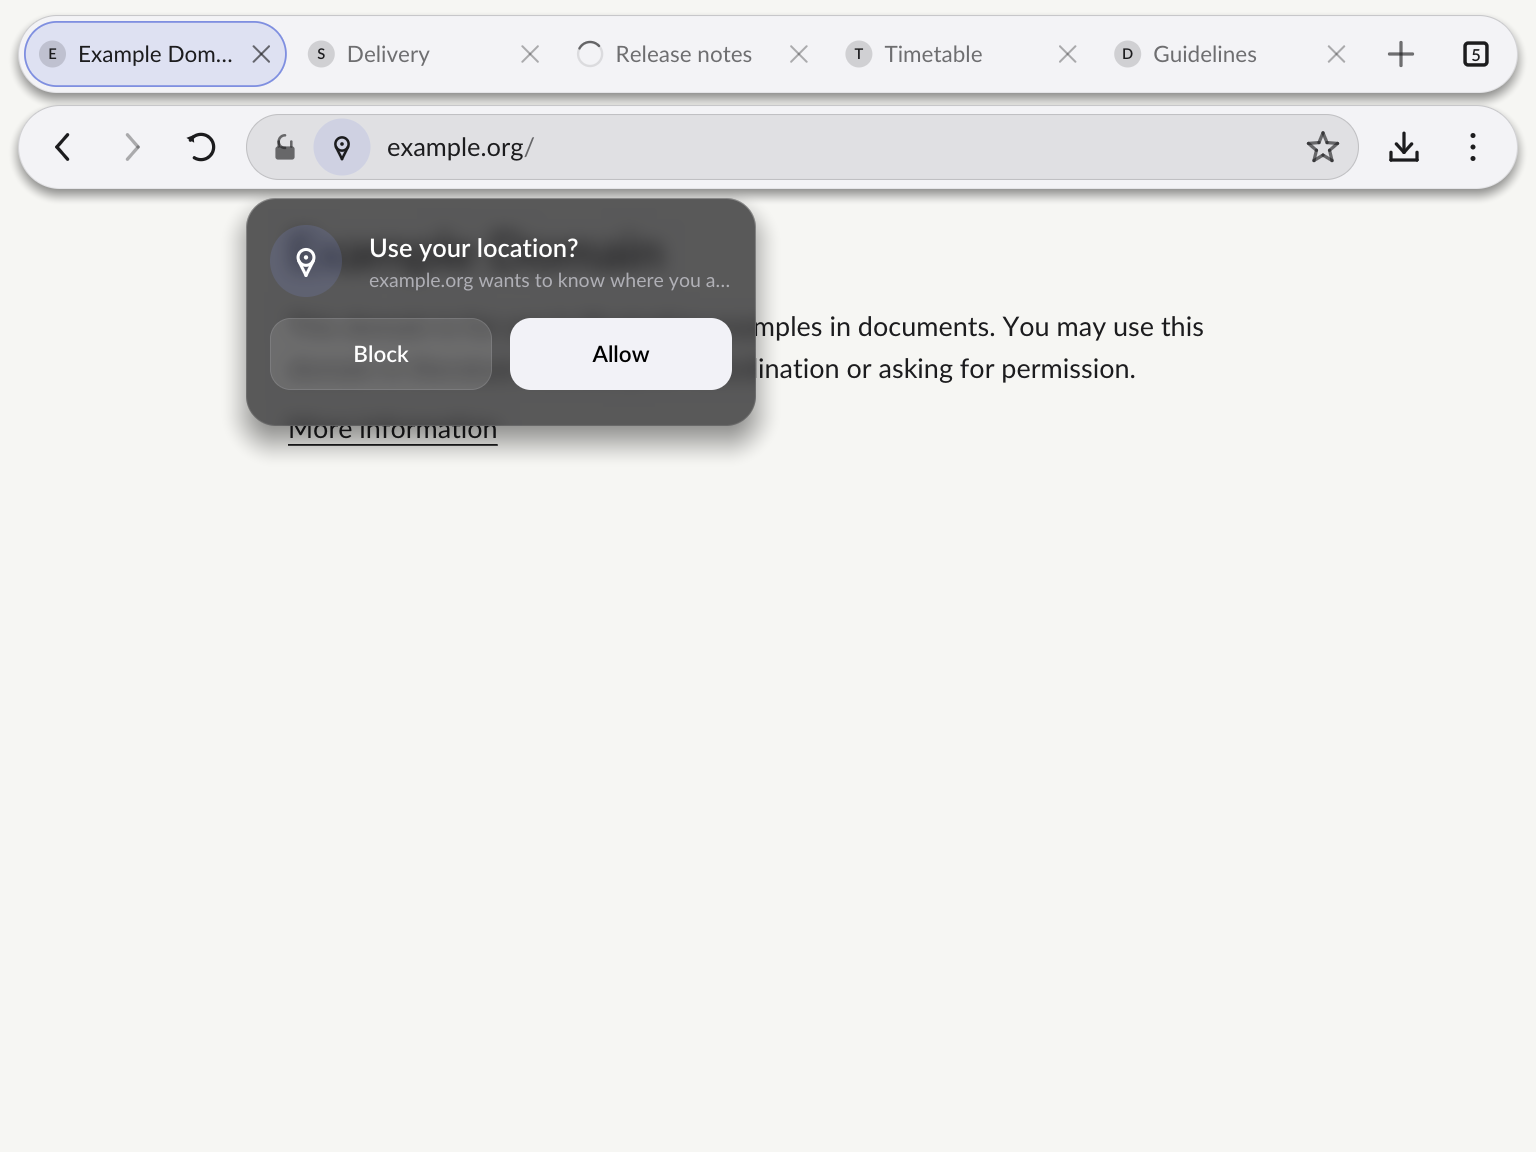 E Example Dom...
S Delivery
Release notes
T Timetable
D Guidelines
5
example.org/
Use your location?
example.org wants to know where you a...
Block
Allow
mples in documents. You may use this
ination or asking for permission.
More information